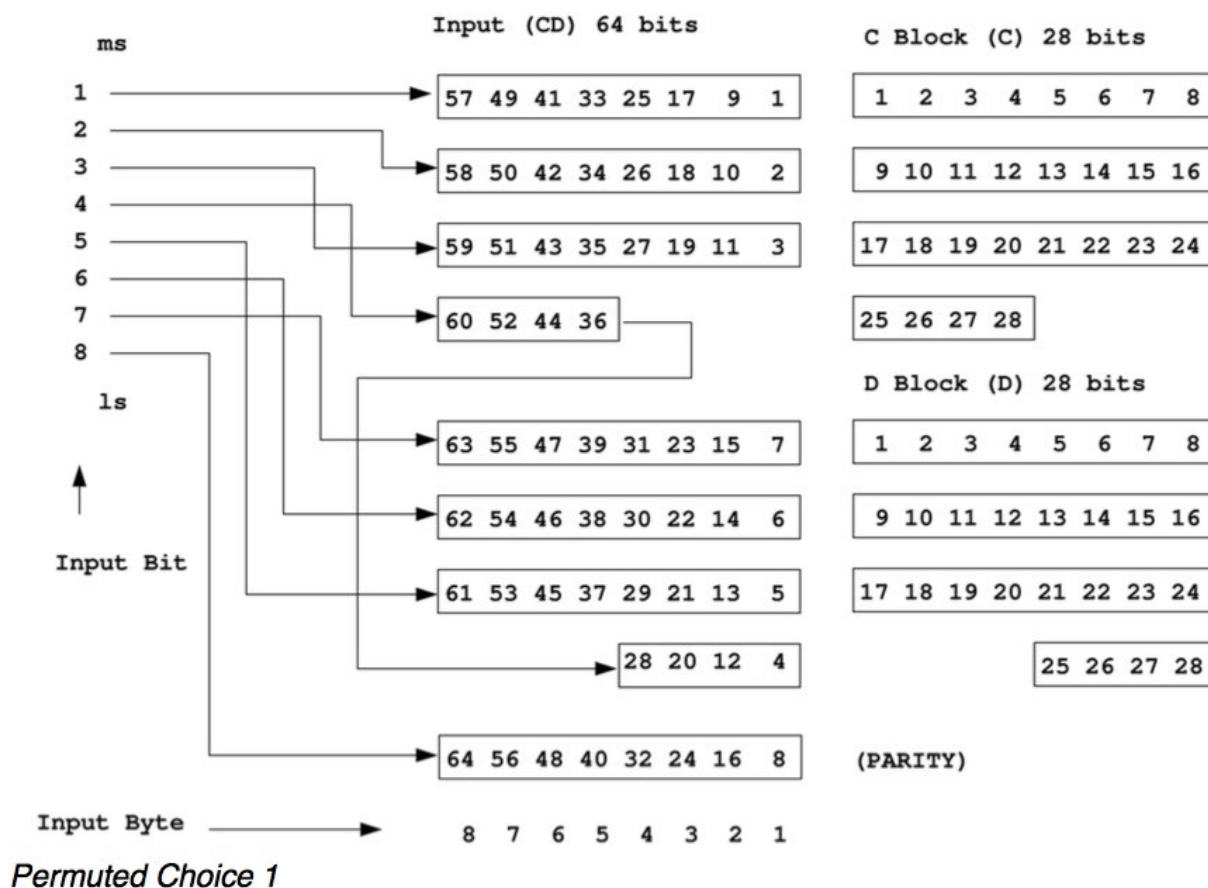 Input (CD) 64 bits
C Block (C) 28 bits
ms
1
57 49 41 33 25 17 9 1
1 2 3 4 5 6 7 8
2
3
58 50 42 34 26 18 10 2
9 10 11 12 13 14 15 16
4
5
59 51 43 35 27 19 11 3
17 18 19 20 21 22 23 24
6
7
60 52 44 36
25 26 27 28
8
D Block (D) 28 bits
ls
63 55 47 39 31 23 15 7
1 2 3 4 5 6 7 8
62 54 46 38 30 22 14 6
9 10 11 12 13 14 15 16
Input Bit
61 53 45 37 29 21 13 5
17 18 19 20 21 22 23 24
28 20 12 4
25 26 27 28
64 56 48 40 32 24 16 8
(PARITY)
Input Byte
8 7 6 5 4 3 2 1
Permuted Choice 1